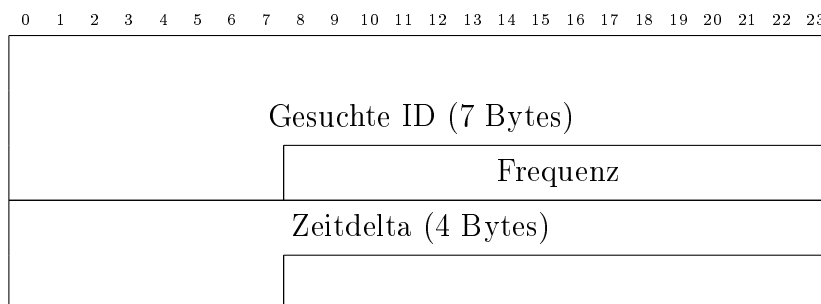 0 1 2 3 4 5 6 7 8 9 10 11 12 13 14 15 16 17 18 19 20 21 22 23
Gesuchte ID (7 Bytes)
Frequenz
Zeitdelta (4 Bytes)